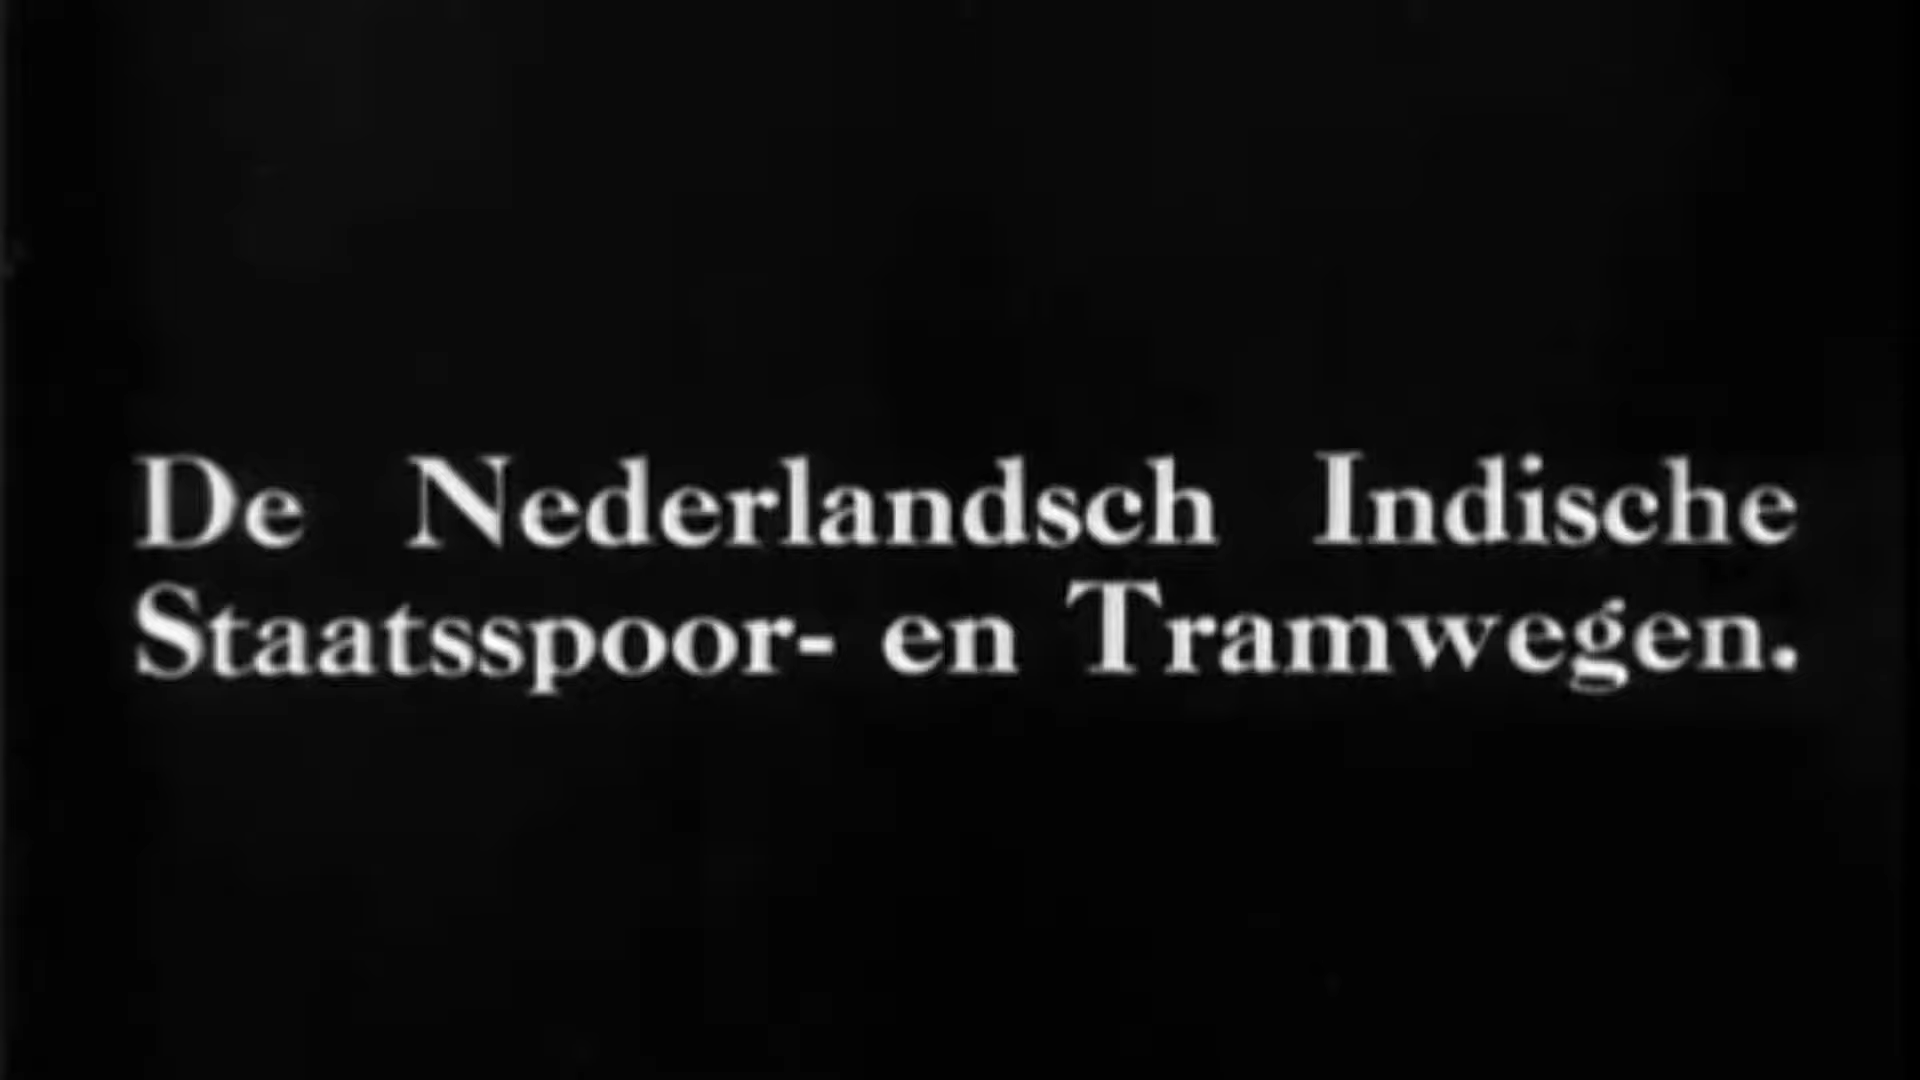 De Nederlandsch Indische
Staatsspoor- en Tramwegen.